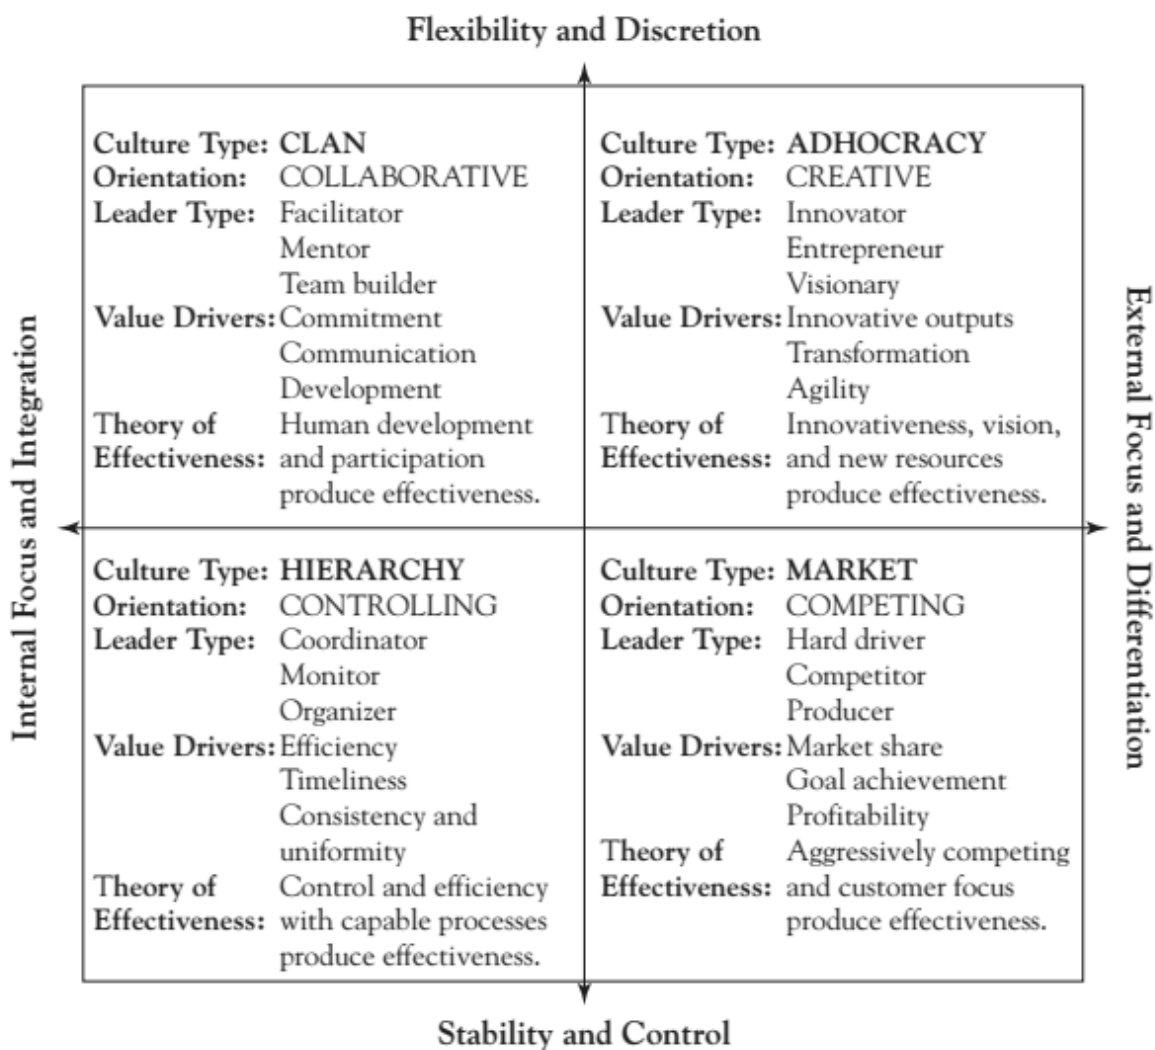 Flexibility and Discretion
Internal Focus and Integration
Culture Type: CLAN
Orientation: COLLABORATIVE
Leader Type: Facilitator
Mentor
Team builder
Value Drivers: Commitment
Communication
Development
Theory of Human development
Effectiveness: and participation
produce effectiveness.
Culture Type: ADHOCRACY
Orientation: CREATIVE
Leader Type: Innovator
Entrepreneur
Visionary
Value Drivers: Innovative outputs
Transformation
Agility
Theory of Innovativeness, vision,
Effectiveness: and new resources
produce effectiveness.
Culture Type: HIERARCHY
Orientation: CONTROLLING
Leader Type: Coordinator
Monitor
Organizer
Value Drivers: Efficiency
Timeliness
Consistency and
uniformity
Theory of Control and efficiency
Effectiveness: with capable processes
produce effectiveness.
Culture Type: MARKET
Orientation: COMPETING
Leader Type: Hard driver
Competitor
Producer
Value Drivers: Market share
Goal achievement
Profitability
Theory of Aggressively competing
Effectiveness: and customer focus
produce effectiveness.
External Focus and Differentiation
Stability and Control